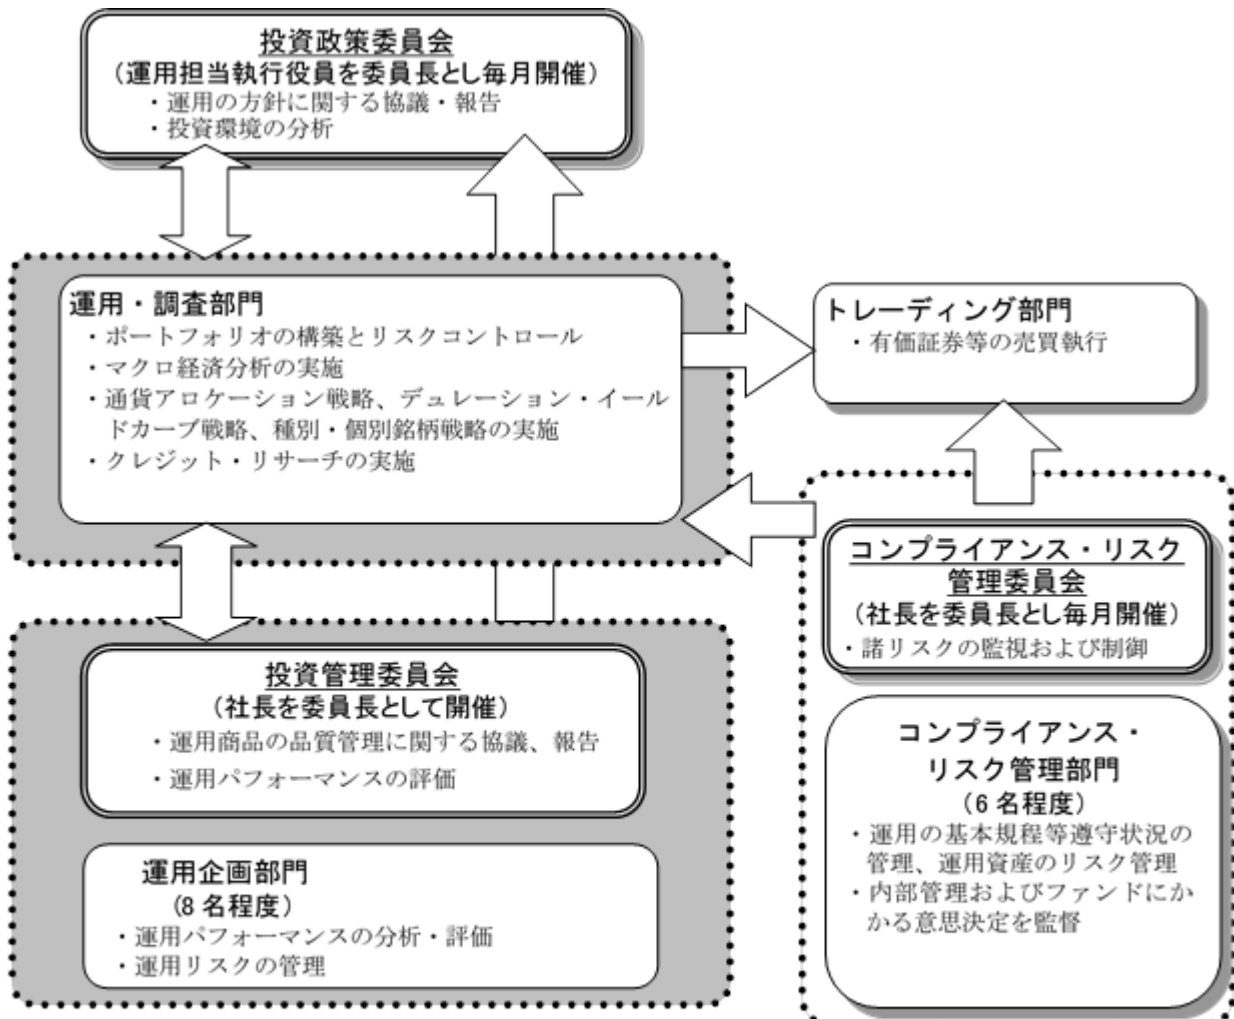 投資政策委員会
（運用担当執行役員を委員長とし毎月開催）
・運用の方針に関する協議・報告
・投資環境の分析
運用・調査部門
・ポートフォリオの構築とリスクコントロール
・マクロ経済分析の実施
・通貨アロケーション戦略、デュレーション・イール
ドカーブ戦略、種別・個別銘柄戦略の実施
・クレジット・リサーチの実施
トレーディング部門
・有価証券等の売買執行
投資管理委員会
（社長を委員長として開催）
・運用商品の品質管理に関する協議、報告
・運用パフォーマンスの評価
運用企画部門
（8 名程度）
・運用パフォーマンスの分析・評価
・運用リスクの管理
コンプライアンス・リスク
管理委員会
（社長を委員長とし毎月開催）
・諸リスクの監視および制御
コンプライアンス・
リスク管理部門
（6 名程度）
・運用の基本規程等遵守状況の
管理、運用資産のリスク管理
・内部管理およびファンドにか
かる意思決定を監督